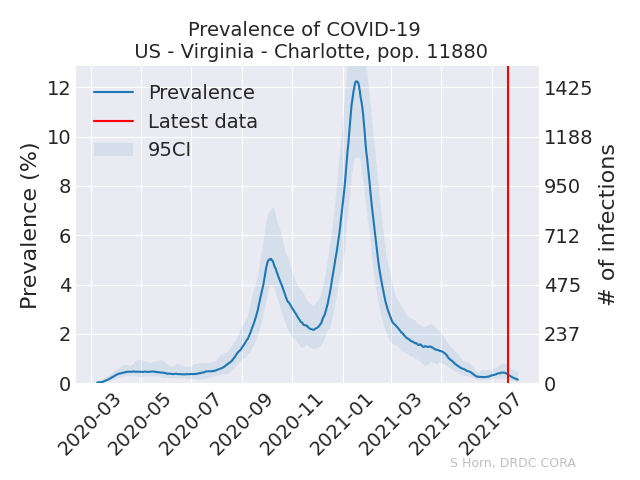 Prevalence of COVID-19
US - Virginia - Charlotte, pop. 11880
Prevalence
Latest data
95CI
Prevalence (%)
12
10
8
6
4
2
0
1425
1188
950
712
475
237
0
# of infections
2020-03
2020-05
2020-07
2020-09
2020-11
2021-01
2021-03
2021-05
2021-07
S Horn, DRDC CORA